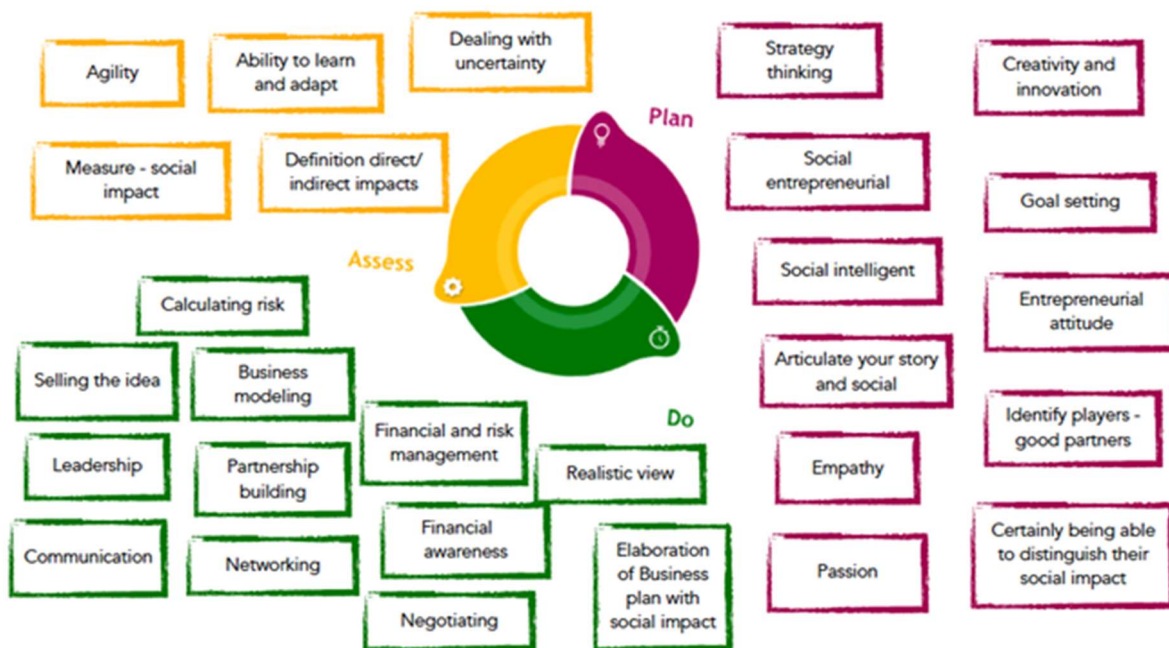 Agility
Ability to learn
and adapt
Dealing with
uncertainty
Measure - social
impact
Definition direct/
indirect impacts
Assess
Plan
Strategy
thinking
Creativity and
innovation
Social
entrepreneurial
Goal setting
Social intelligent
Entrepreneurial
attitude
Articulate your story
and social
Identify players -
good partners
Empathy
Passion
Certainly being able
to distinguish their
social impact
Do
Calculating risk
Selling the idea
Business
modeling
Financial and risk
management
Realistic view
Leadership
Partnership
building
Financial
awareness
Communication
Networking
Negotiating
Elaboration
of Business
plan with
social impact